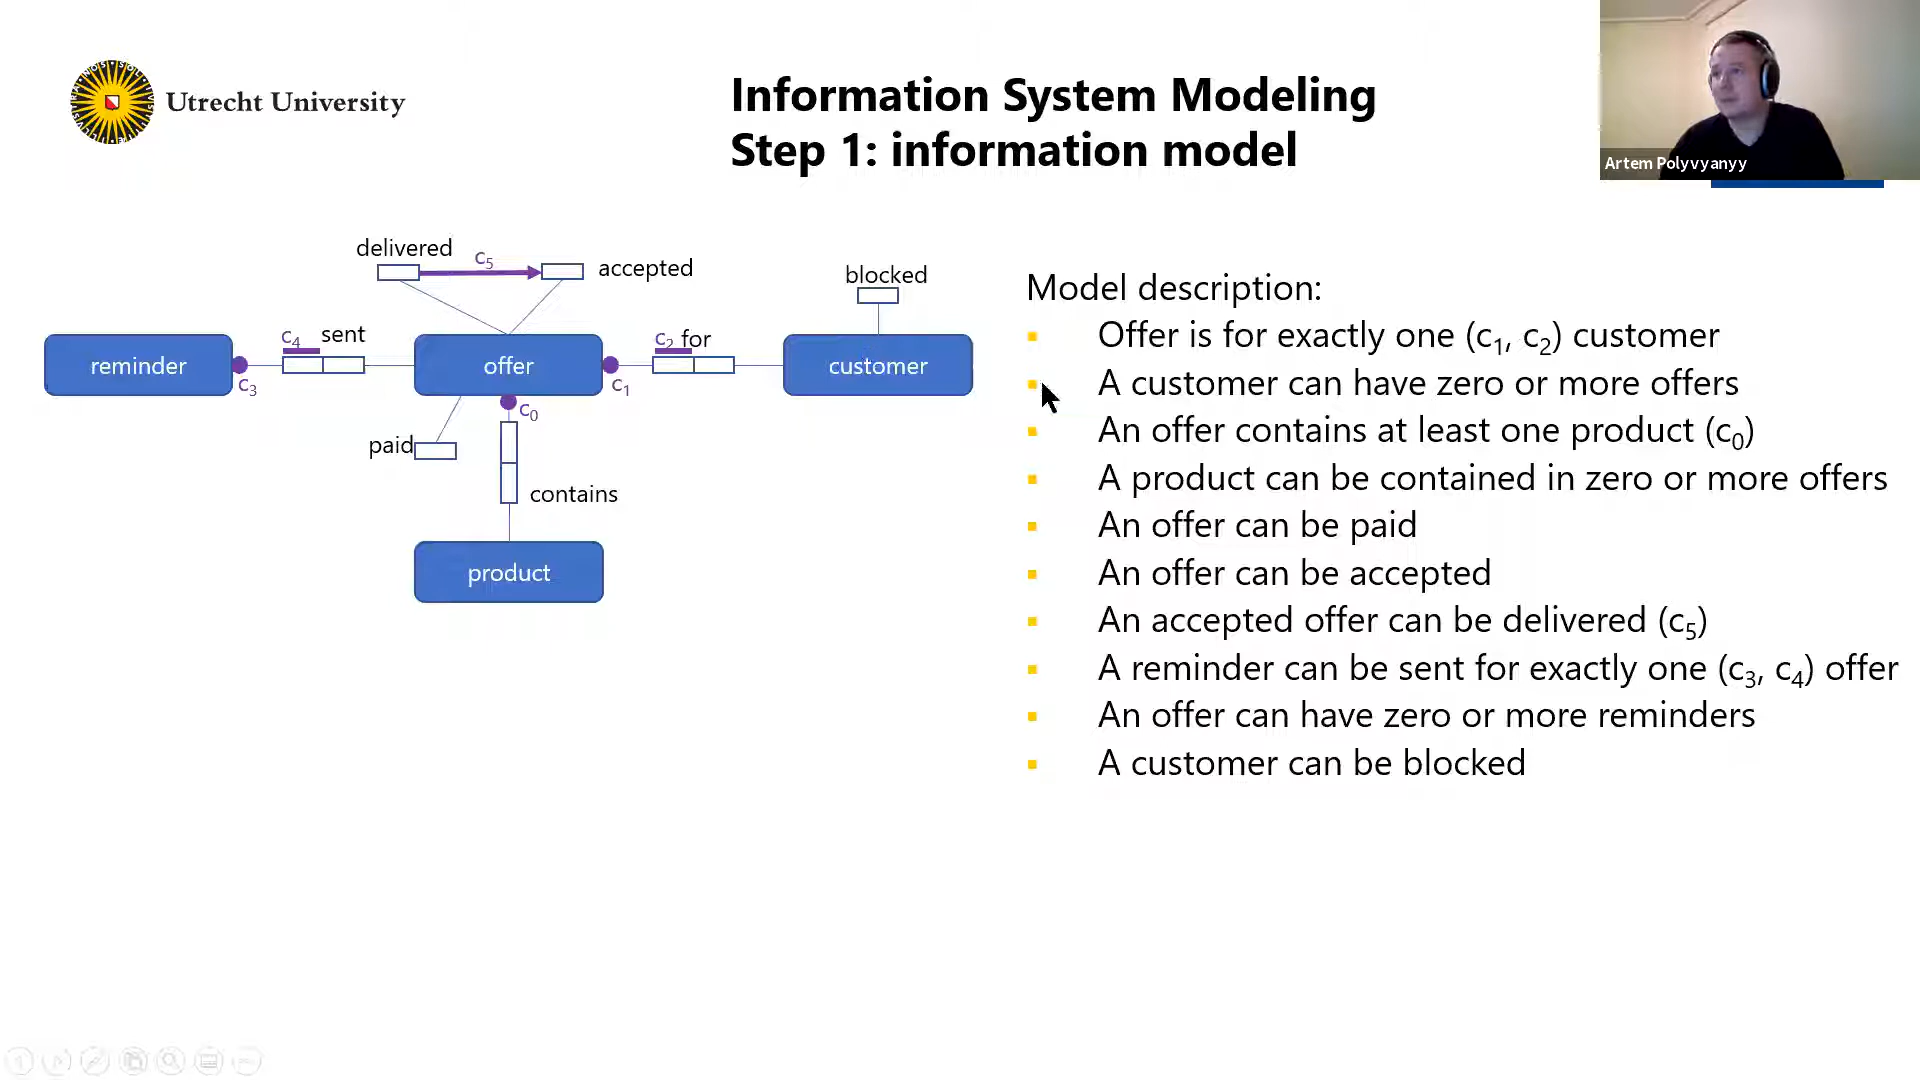 Utrecht University
Information System Modeling
Step 1: information model
Artem Polyvyanyy
delivered
c5
accepted
blocked
c4 sent
c2 for
reminder
offer
customer
c3
c1
c0
paid
contains
product
Model description:
Offer is for exactly one (c1, c2) customer
A customer can have zero or more offers
An offer contains at least one product (c0)
A product can be contained in zero or more offers
An offer can be paid
An offer can be accepted
An accepted offer can be delivered (c5)
A reminder can be sent for exactly one (c3, c4) offer
An offer can have zero or more reminders
A customer can be blocked